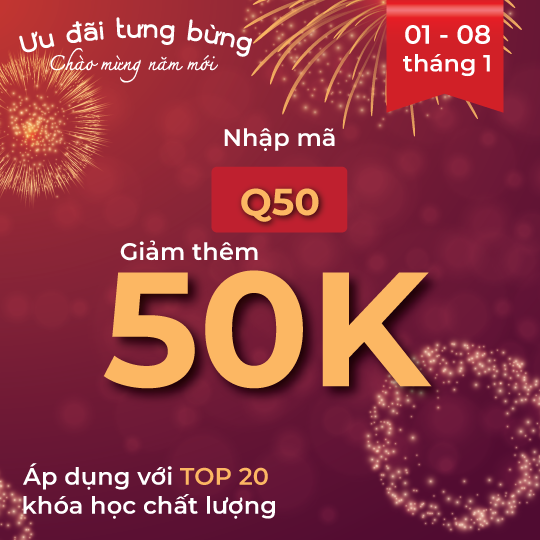 Ưu đãi tưng bừng
Chào mừng năm mới
01 - 08
tháng 1
Nhập mã
Q50
Giảm thêm
50K
Áp dụng với TOP 20
khóa học chất lượng